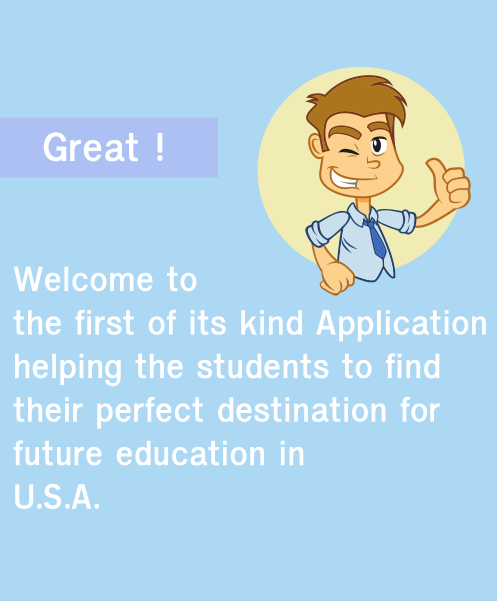 Great !
Welcome to
the first of its kind Application
helping the students to find
their perfect destination for
future education in
U.S.A.